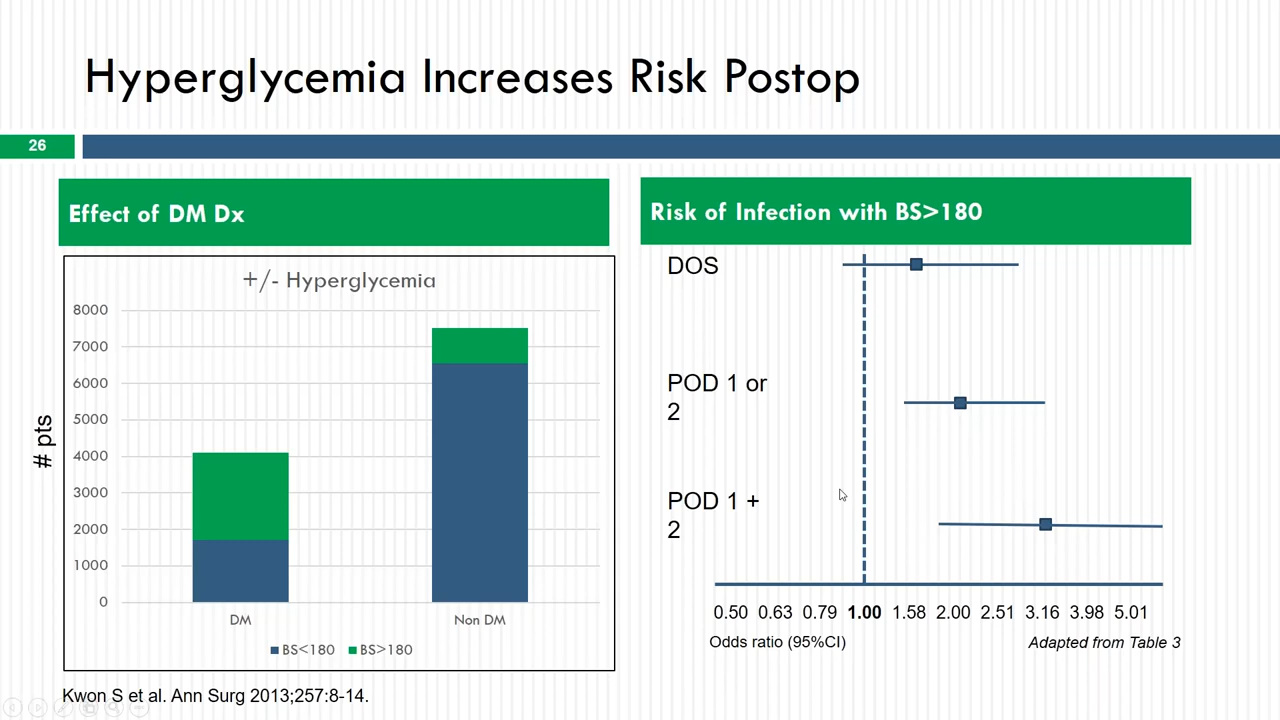 Hyperglycemia Increases Risk Postop
26
Effect of DM Dx
+/- Hyperglycemia
# pts
8000
7000
6000
5000
4000
3000
2000
1000
0
DM Non DM
BS<180 BS>180
Kwon S et al. Ann Surg 2013;257:8-14.
Risk of Infection with BS>180
DOS
POD 1 or
2
POD 1 +
2
0.50 0.63 0.79 1.00 1.58 2.00 2.51 3.16 3.98 5.01
Odds ratio (95%CI) Adapted from Table 3